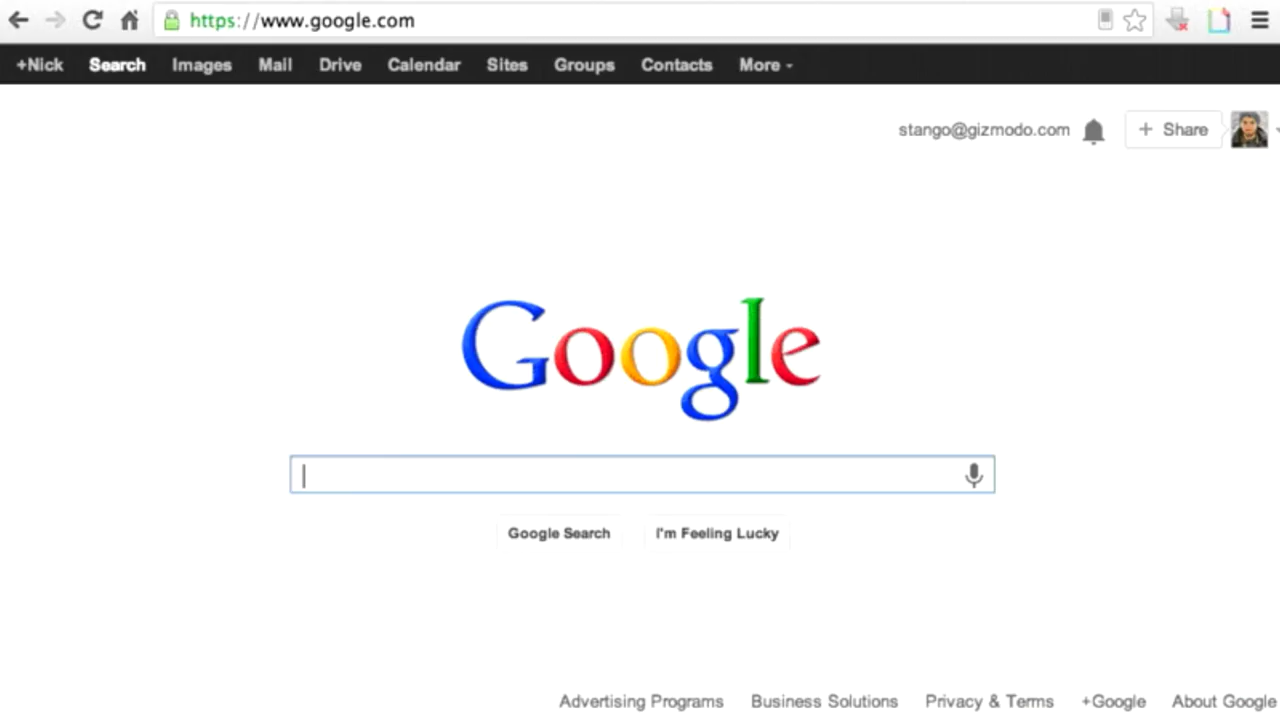 https://www.google.com
+Nick Search Images Mail Drive Calendar Sites Groups Contacts More
stango@gizmodo.com + Share
Google
Google Search I'm Feeling Lucky
Advertising Programs Business Solutions Privacy & Terms +Google About Google